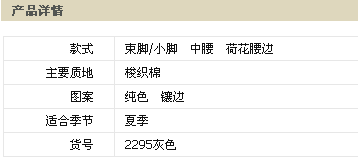 产品详情
款式 束脚/小脚 中腰 荷花腰边
主要质地 梭织棉
图案 纯色 镶边
适合季节 夏季
货号 2295灰色